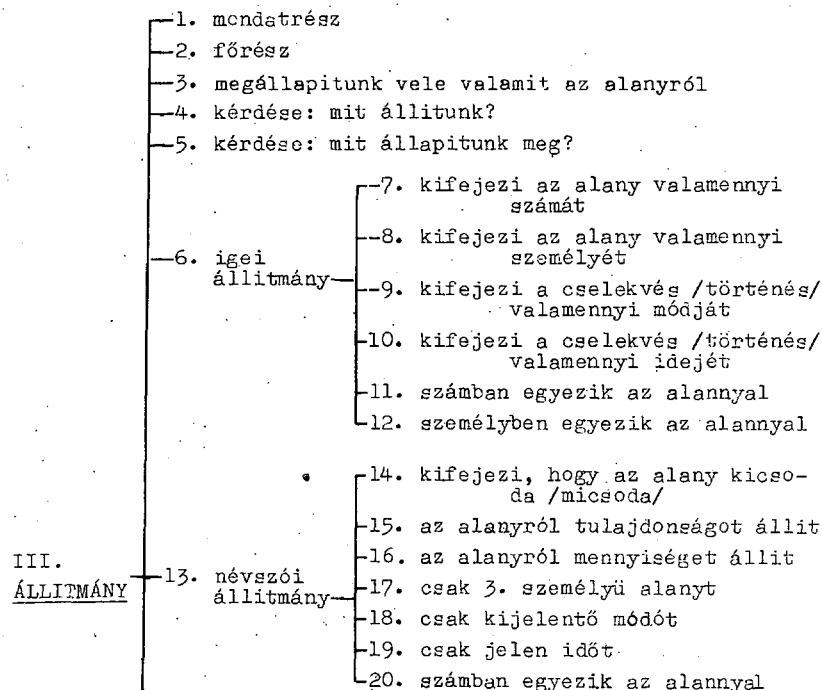 1. mondatrész
2. főrész
3. megállapitunk vele valamit az alanyról
4. kérdése: mit állitunk?
5. kérdése: mit állapitunk meg?
6. igei
állitmány
7. kifejezi az alany valamennyi
számát
8. kifejezi az alany valamennyi
személyét
9. kifejezi a cselekvés /történés/
valamennyi módját
10. kifejezi a cselekvés /történés/
valamennyi idejét
11. számban egyezik az alannyal
12. személyben egyezik az alannyal
III.
ÁLLITMÁNY
13. névszói
állitmány
14. kifejezi, hogy az alany kicso-
da /micsoda/
15. az alanyról tulajdonságot állit
16. az alanyról mennyiséget állit
17. csak 3. személyü alanyt
18. csak kijelentő módót
19. csak jelen időt
20. számban egyezik az alannyal